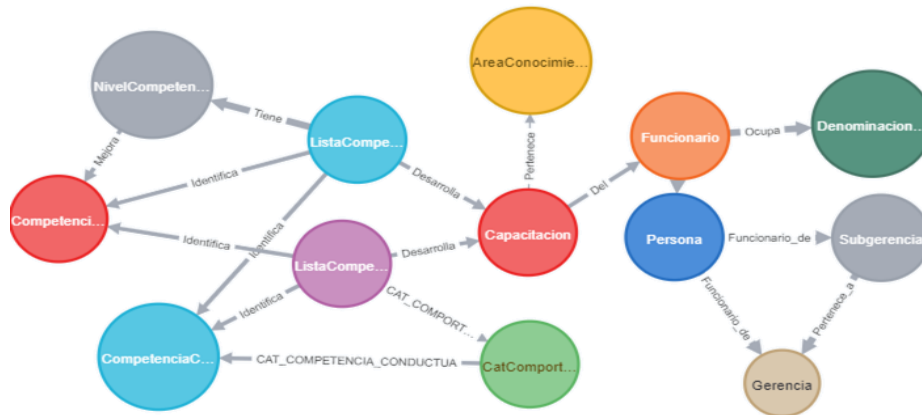 AreaConocimie...
NivelCompeten...
Tiene
ListaCompe...
Mejora
Identifica
Desarrolla
Pertenece
Funcionario
Ocupa
Denominacion...
Del
Competenci...
Identifica
Identifica
ListaCompe...
Desarrolla
Capacitacion
Persona
Funcionario_de
Subgerencia
Identifica
CAT_COMPORT...
Funcionario_de
Pertenece_a
CompetenciaC...
CAT_COMPETENCIA_CONDUCTUA
CatComport...
Gerencia